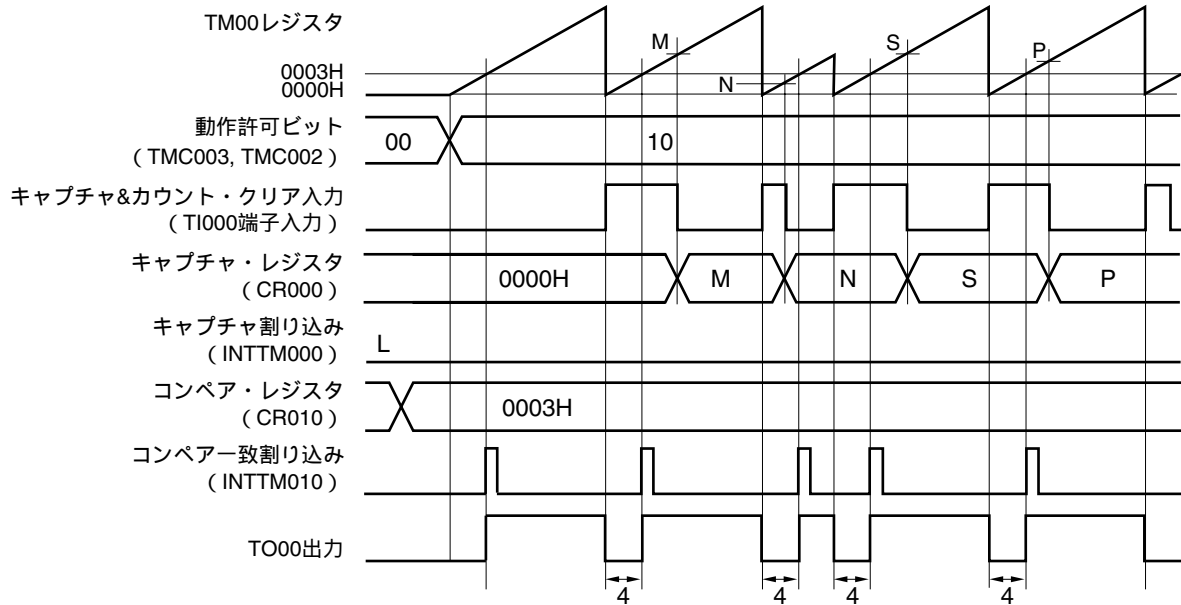 TM00レジスタ
0003H
0000H
M
N
S
P
動作許可ビット
（TMC003, TMC002）
00
10
キャプチャ&カウント・クリア入力
（TI000端子入力）
キャプチャ・レジスタ
（CR000）
0000H
M
N
S
P
キャプチャ割り込み
（INTTM000）
L
コンペア・レジスタ
（CR010）
0003H
コンペア一致割り込み
（INTTM010）
TO00出力
4
4
4
4